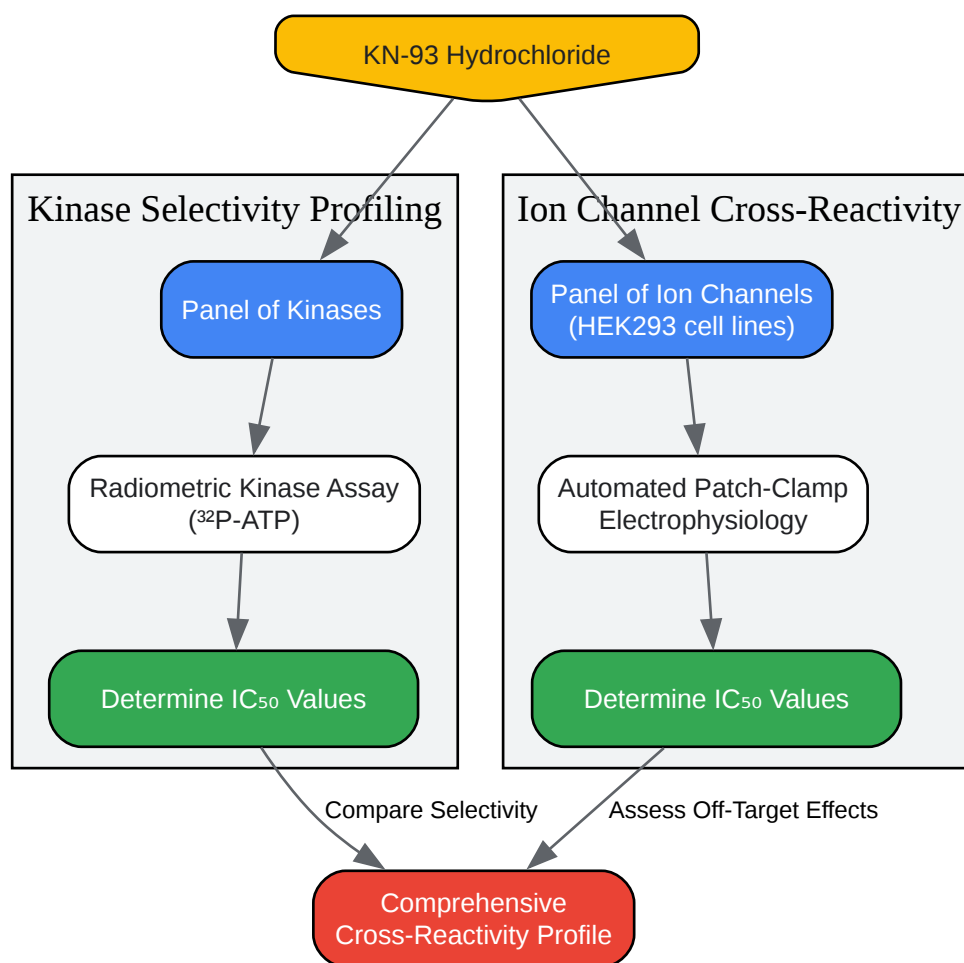 KN-93 Hydrochloride
Kinase Selectivity Profiling
Panel of Kinases
Radiometric Kinase Assay
(³²P-ATP)
Determine IC₅₀ Values
Ion Channel Cross-Reactivity
Panel of Ion Channels
(HEK293 cell lines)
Automated Patch-Clamp
Electrophysiology
Determine IC₅₀ Values
Compare Selectivity
Assess Off-Target Effects
Comprehensive
Cross-Reactivity Profile